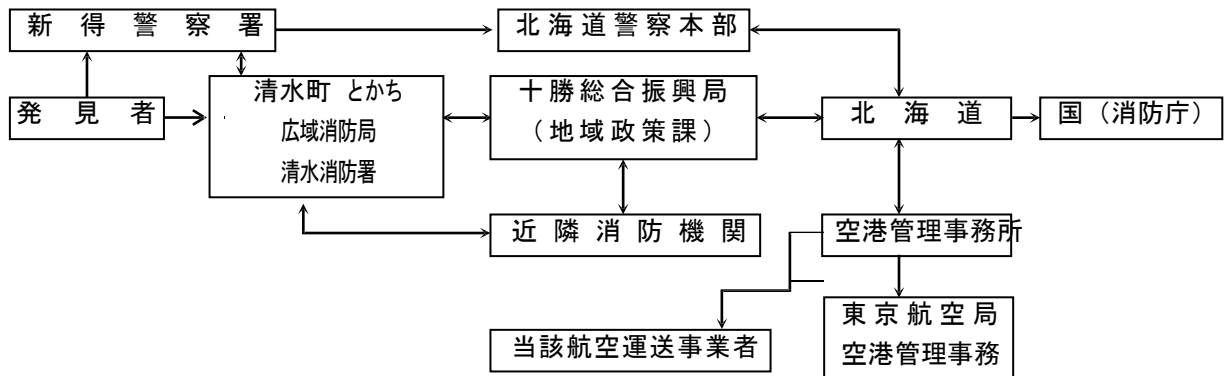 新得警察署
北海道警察本部
発見者
清水町 とかち
広域消防局
清水消防署
十勝総合振興局
(地域政策課)
北海道
国(消防庁)
近隣消防機関
空港管理事務所
当該航空運送事業者
東京航空局
空港管理事務